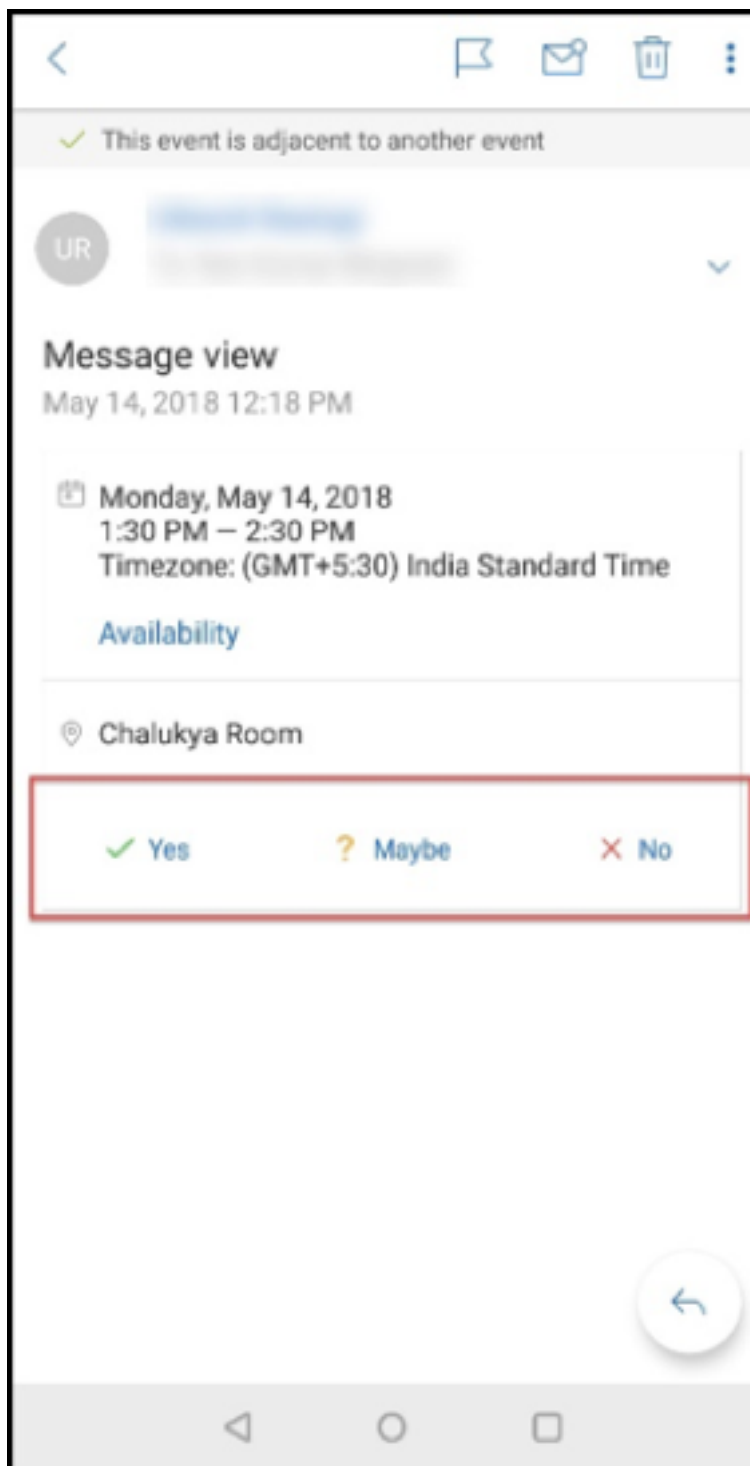 This event is adjacent to another event
UR
Message view
May 14, 2018 12:18 PM
Monday, May 14, 2018
1:30 PM — 2:30 PM
Timezone: (GMT+5:30) India Standard Time
Availability
Chalukya Room
Yes ? Maybe No